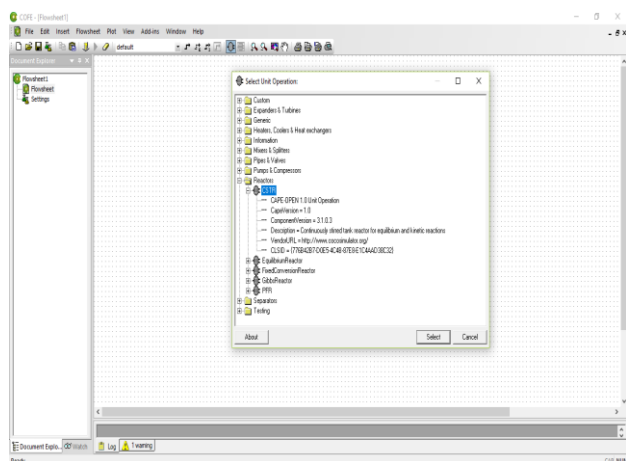 COFE - [Flowsheet1]
File Edit Insert Flowsheet Plot View Add-ins Window Help
default
Document Explorer
Flowsheet1
Flowsheet
Settings
Select Unit Operation:
Custom
Expanders & Turbines
Generic
Heaters, Coolers & Heat exchangers
Information
Mixers & Splitters
Pipes & Valves
Pumps & Compressors
Reactors
CSTR
CAPE-OPEN 1.0 Unit Operation
CapeVersion = 1.0
ComponentVersion = 3.1.0.3
Description = Continuously stirred tank reactor for equilibrium and kinetic reactions
VendorURL = http://www.cocosimulator.org/
EquilibriumReactor
FixedConversionReactor
GibbsReactor
PFR
Separators
Testing
About Select Cancel
Document Explo... Watch Log 1 warning
Ready